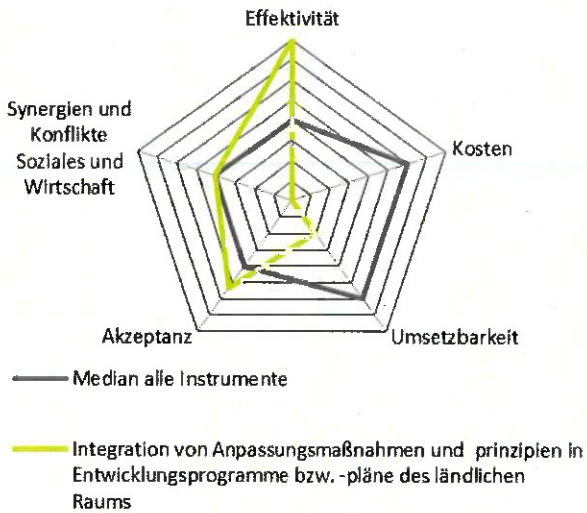 Effektivität
Synergien und
Konflikte
Soziales und
Wirtschaft
Kosten
Akzeptanz
Umsetzbarkeit
Median alle Instrumente
Integration von Anpassungsmaßnahmen und prinzipien in
Entwicklungsprogramme bzw. -pläne des ländlichen
Raums